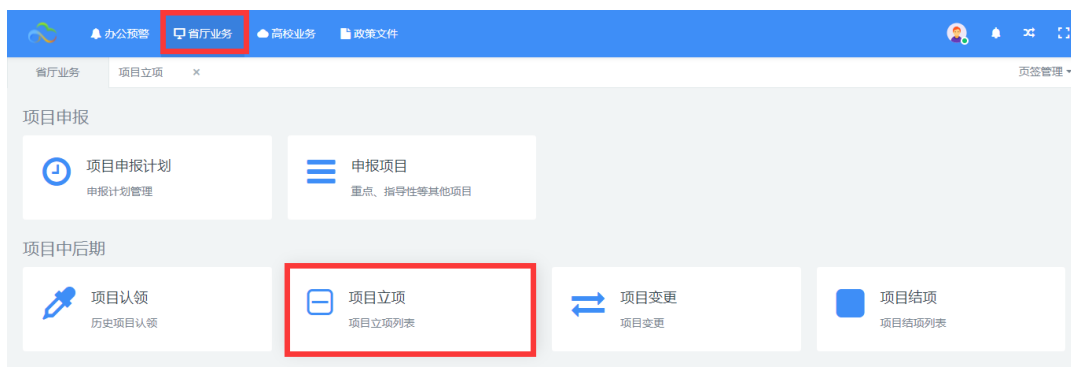 办公预警 省厅业务 高校业务 政策文件
省厅业务 项目立项 × 页签管理
项目申报
项目申报计划 申报项目
申报计划管理 重点、指导性等其他项目
项目中后期
项目认领 项目立项 项目变更 项目结项
历史项目认领 项目立项列表 项目变更 项目结项列表